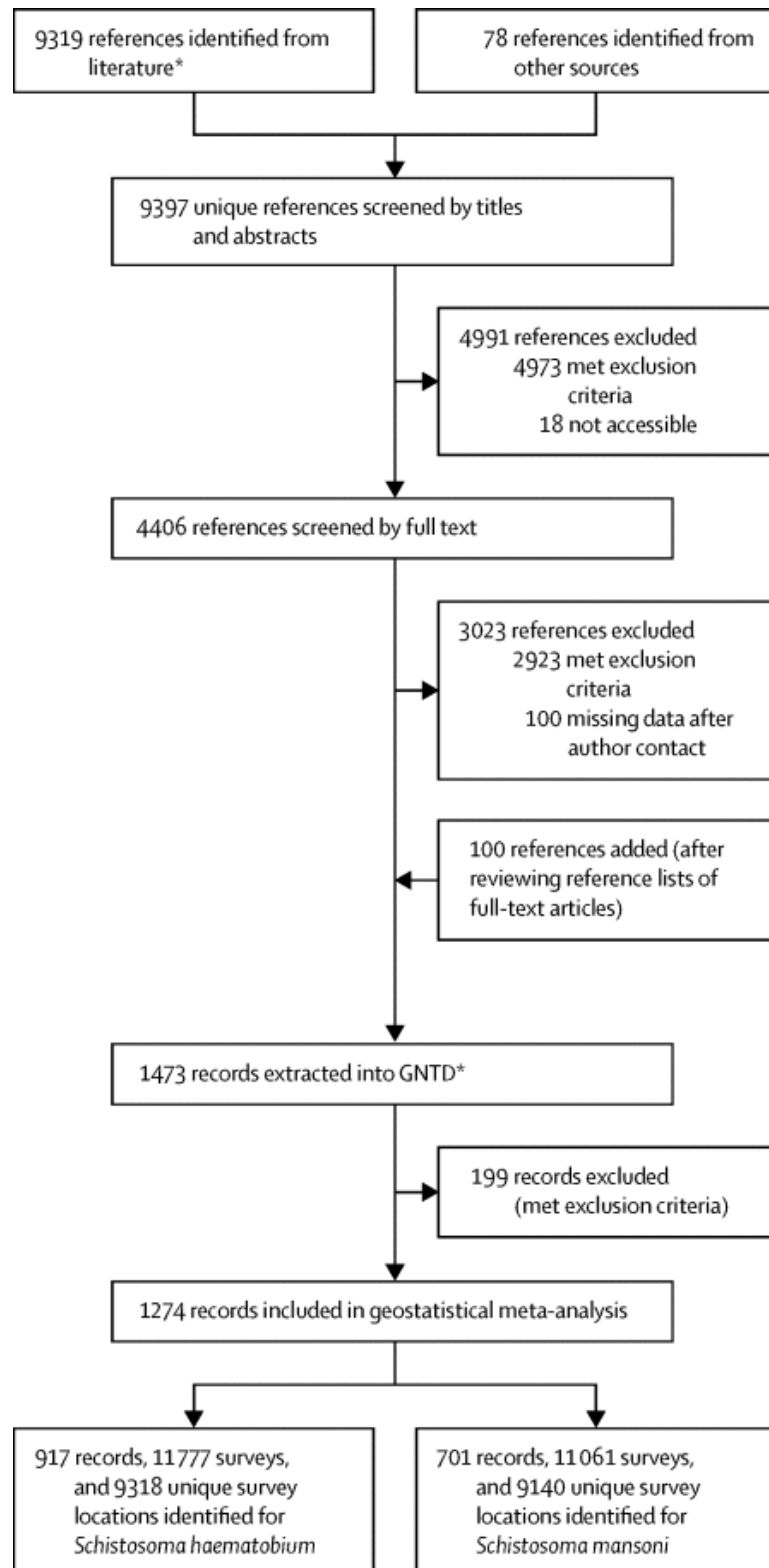 9319 references identified from
literature*
78 references identified from
other sources
9397 unique references screened by titles
and abstracts
4991 references excluded
4973 met exclusion
criteria
18 not accessible
4406 references screened by full text
3023 references excluded
2923 met exclusion
criteria
100 missing data after
author contact
100 references added (after
reviewing reference lists of
full-text articles)
1473 records extracted into GNTD*
199 records excluded
(met exclusion criteria)
1274 records included in geostatistical meta-analysis
917 records, 11777 surveys,
and 9318 unique survey
locations identified for
Schistosoma haematobium
701 records, 11061 surveys,
and 9140 unique survey
locations identified for
Schistosoma mansoni